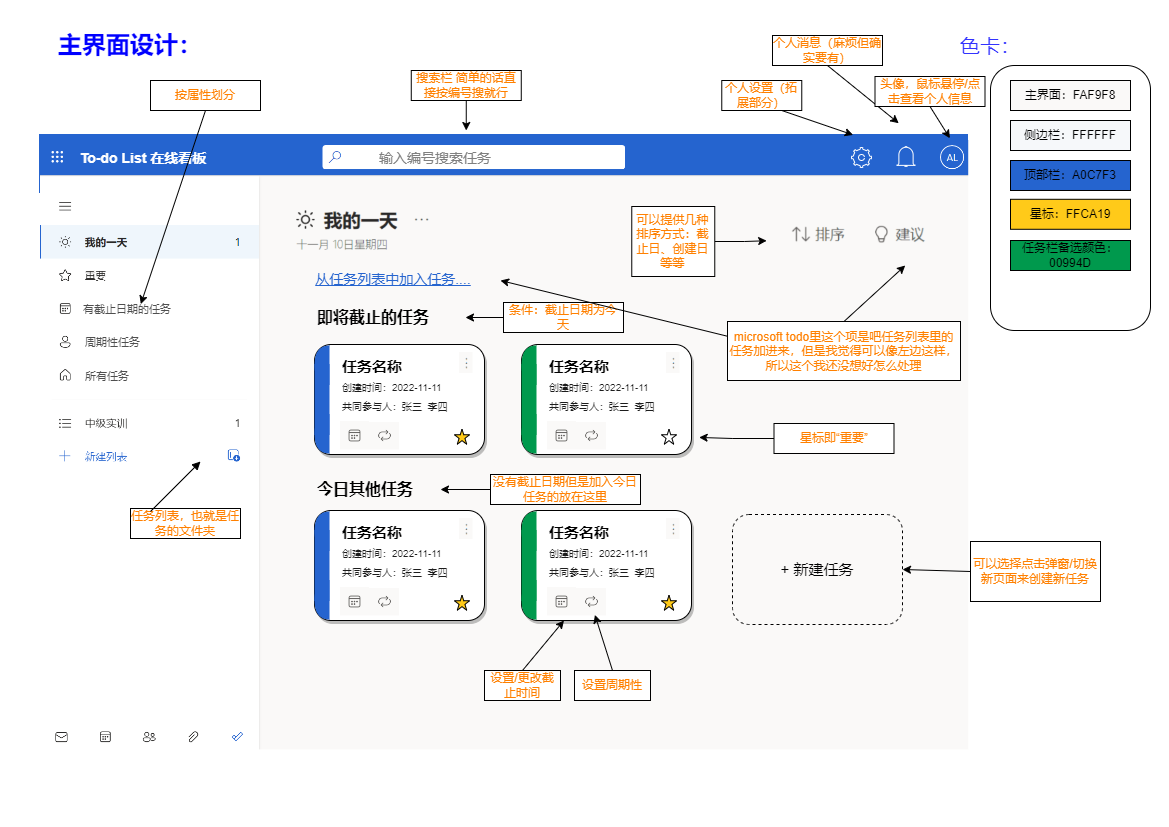 主界面设计：
色卡：
个人消息（麻烦但确
实要有）
搜索栏 简单的话直
接按编号搜就行
个人设置（拓
展部分）
头像，鼠标悬停/点
击查看个人信息
按属性划分
主界面：FAF9F8
侧边栏：FFFFFF
顶部栏：A0C7F3
星标：FFCA19
任务栏备选颜色：
00994D
To-do List 在线看板
输入编号搜索任务
C
AL
我的一天 1
重要
有截止日期的任务
周期性任务
所有任务
中级实训 1
新建列表
任务列表，也就是任
务的文件夹
我的一天 ...
十一月 10日星期四
可以提供几种
排序方式：截
止日、创建日
等等
排序
建议
从任务列表中加入任务....
即将截止的任务
条件：截止日期为今
天
microsoft todo里这个项是吧任务列表里的
任务加进来，但是我觉得可以像左边这样，
所以这个我还没想好怎么处理
任务名称
创建时间：2022-11-11
共同参与人：张三 李四
任务名称
创建时间：2022-11-11
共同参与人：张三 李四
星标即“重要”
今日其他任务
没有截止日期但是加入今日
任务的放在这里
任务名称
创建时间：2022-11-11
共同参与人：张三 李四
任务名称
创建时间：2022-11-11
共同参与人：张三 李四
+ 新建任务
可以选择点击弹窗/切换
新页面来创建新任务
设置/更改截
止时间
设置周期性